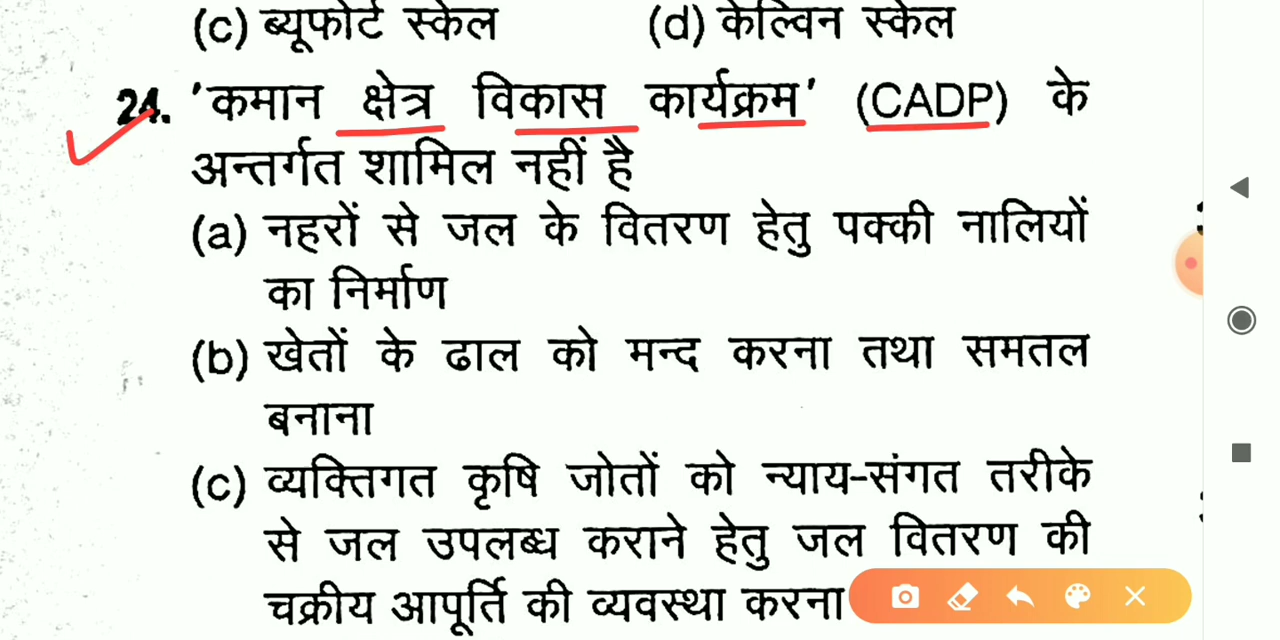 (c) ब्यूफोर्ट स्केल (d) केल्विन स्केल
24. 'कमान क्षेत्र विकास कार्यक्रम' (CADP) के
अन्तर्गत शामिल नहीं है
(a) नहरों से जल के वितरण हेतु पक्की नालियों
का निर्माण
(b) खेतों के ढाल को मन्द करना तथा समतल
बनाना
(c) व्यक्तिगत कृषि जोतों को न्याय-संगत तरीके
से जल उपलब्ध कराने हेतु जल वितरण की
चक्रीय आपूर्ति की व्यवस्था करना